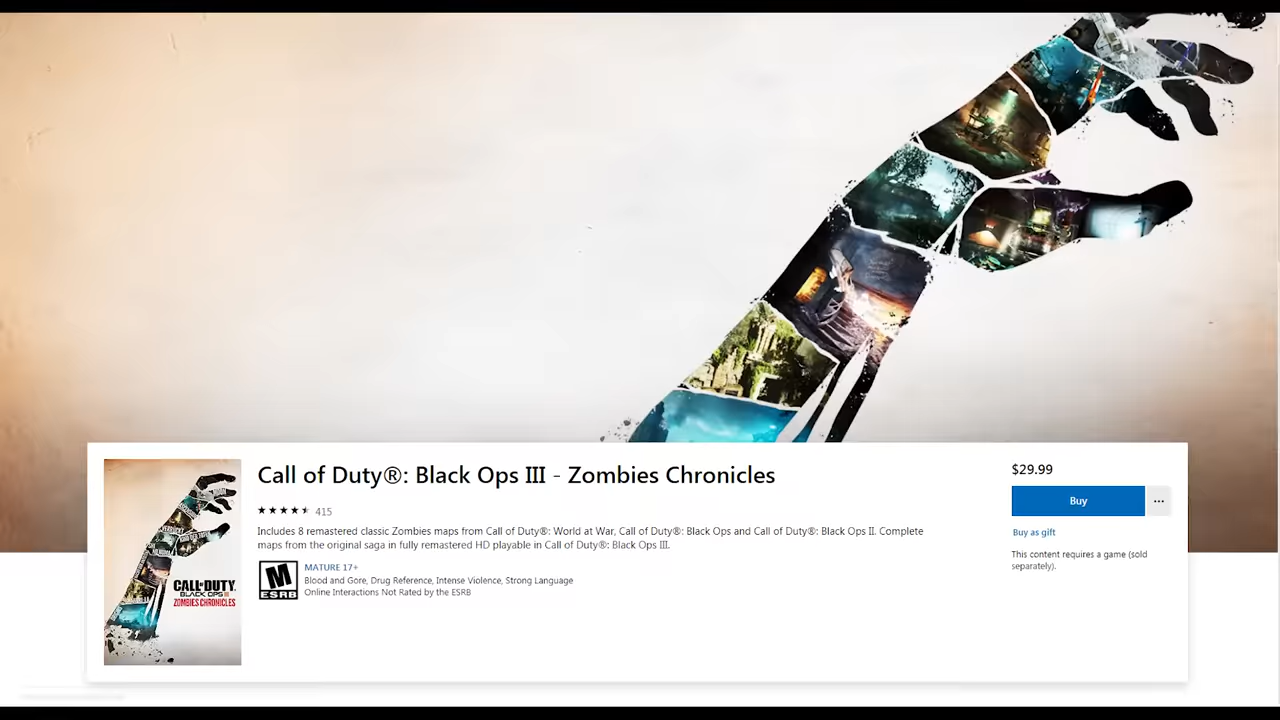 Call of Duty®: Black Ops III - Zombies Chronicles
$29.99
415
Buy
...
Includes 8 remastered classic Zombies maps from Call of Duty®: World at War, Call of Duty®: Black Ops and Call of Duty®: Black Ops II. Complete
maps from the original saga in fully remastered HD playable in Call of Duty®: Black Ops III.
Buy as gift
This content requires a game (sold
separately).
M
ESRB
MATURE 17+
Blood and Gore, Drug Reference, Intense Violence, Strong Language
Online Interactions Not Rated by the ESRB
CALL OF DUTY
BLACK OPS III
ZOMBIES CHRONICLES